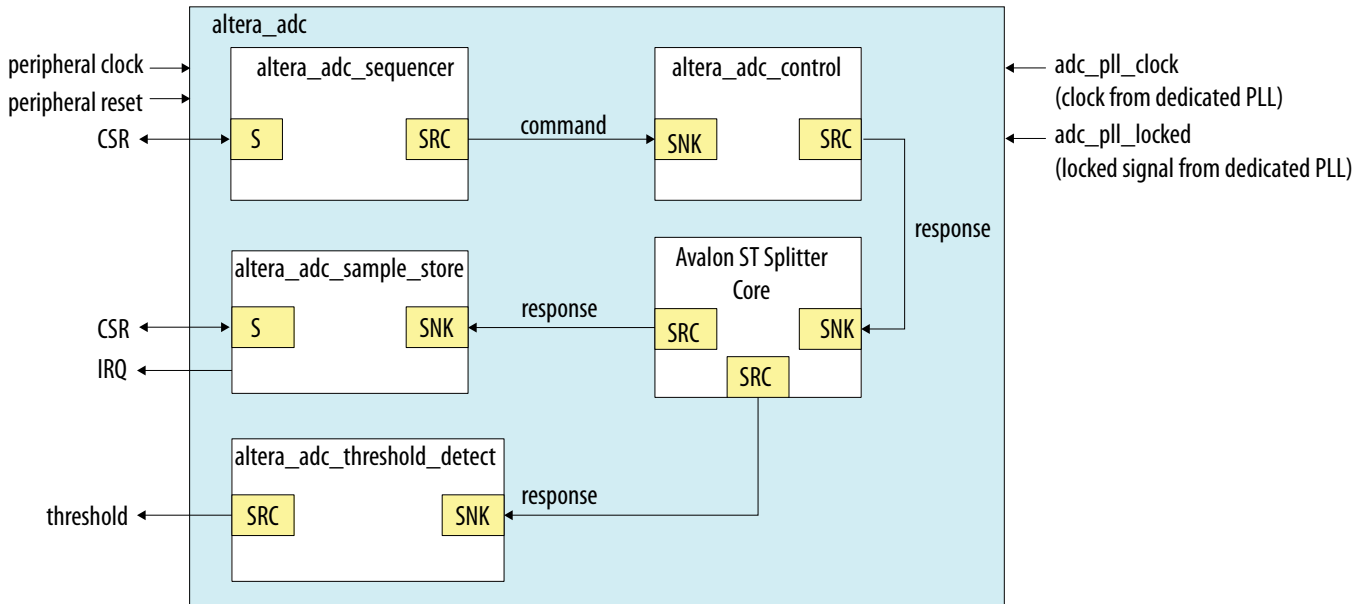 altera_adc
peripheral clock
peripheral reset
CSR
altera_adc_sequencer
S
SRC
command
altera_adc_control
SNK
SRC
adc_pll_clock
(clock from dedicated PLL)
adc_pll_locked
(locked signal from dedicated PLL)
response
altera_adc_sample_store
CSR
S
SNK
IRQ
response
Avalon ST Splitter
Core
SRC
SNK
SRC
altera_adc_threshold_detect
threshold
SRC
SNK
response